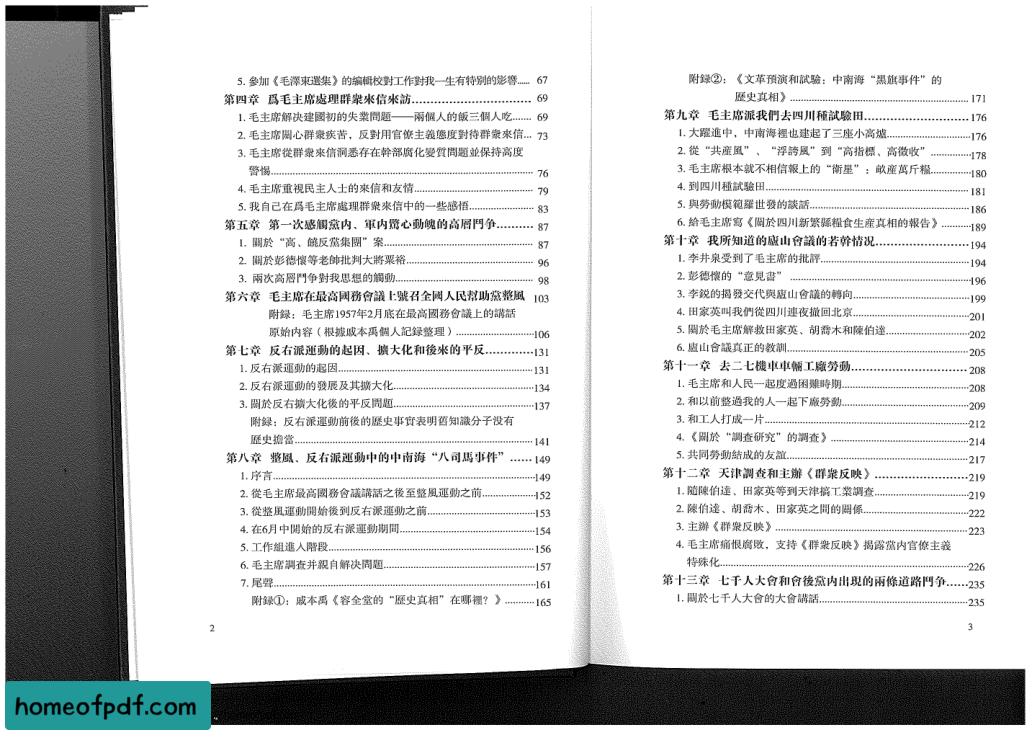 5. 參加《毛澤東選集》的編輯校對工作對我一生有特別的影響...... 67
第四章 爲毛主席處理群衆來信來訪................................ 69
1. 毛主席解決建國初的失業問題——兩個人的飯三個人吃....... 69
2. 毛主席關心群衆疾苦，反對用官僚主義態度對待群衆來信... 73
3. 毛主席從群衆來信洞悉存在幹部腐化變質問題並保持高度
警惕................................ 76
4. 毛主席重視民主人士的來信和友情................................ 79
5. 我自己在爲毛主席處理群衆來信中的一些感悟...................... 83
第五章 第一次感觸黨内、軍内驚心動魄的高層鬥争......... 87
1. 關於“高、饒反黨集團”案................................ 87
2. 關於彭德懷等老帥批判大將粟裕................................ 96
3. 兩次高層鬥争對我思想的觸動................................ 98
第六章 毛主席在最高國務會議上號召全國人民幫助黨整風 103
附録：毛主席1957年2月底在最高國務會議上的講話
原始内容（根據戚本禹個人記録整理）........................106
第七章 反右派運動的起因、擴大化和後來的平反.............131
1. 反右派運動的起因................................131
2. 反右派運動的發展及其擴大化................................134
3. 關於反右擴大化後的平反問題................................137
附録：反右派運動前後的歷史事實表明舊知識分子没有
歷史擔當................................141
第八章 整風、反右派運動中的中南海“八司馬事件”......149
1. 序言................................149
2. 從毛主席最高國務會議講話之後至整風運動之前................152
3. 從整風運動開始後到反右派運動之前................................153
4. 在6月中開始的反右派運動期間................................154
5. 工作組進入階段................................156
6. 毛主席調查并親自解決問題................................157
7. 尾聲................................161
附録①：戚本禹《容全堂的“歷史真相”在哪裡？》..........165
2
附録②：《文革預演和試驗：中南海“黑旗事件”的
歷史真相》................................171
第九章 毛主席派我們去四川種試驗田................................176
1. 大躍進中，中南海裡也建起了三座小高爐................................176
2. 從“共産風”、“浮誇風”到“高指標、高徵收”.............178
3. 毛主席根本就不相信報上的“衛星”：畝産萬斤糧.............180
4. 到四川種試驗田................................181
5. 與勞動模範羅世發的談話................................186
6. 給毛主席寫《關於四川新繁縣糧食生産真相的報告》.........189
第十章 我所知道的廬山會議的若幹情况................................194
1. 李井泉受到了毛主席的批評................................194
2. 彭德懷的“意見書”................................196
3. 李鋭的揭發交代與廬山會議的轉向................................199
4. 田家英叫我們從四川連夜撤回北京................................201
5. 關於毛主席解救田家英、胡喬木和陳伯達................................202
6. 廬山會議真正的教訓................................205
第十一章 去二七機車車輛工廠勞動................................208
1. 毛主席和人民一起度過困難時期................................208
2. 和以前整過我的人一起下廠勞動................................209
3. 和工人打成一片................................212
4. 《關於“調查研究”的調查》................................214
5. 共同勞動結成的友誼................................217
第十二章 天津調查和主辦《群衆反映》................................219
1. 隨陳伯達、田家英等到天津搞工業調查................................219
2. 陳伯達、胡喬木、田家英之間的關係................................222
3. 主辦《群衆反映》................................223
4. 毛主席痛恨腐敗，支持《群衆反映》揭露黨内官僚主義
特殊化................................226
第十三章 七千人大會和會後黨内出現的兩條道路鬥争......235
1. 關於七千人大會的大會講話................................235
3
homeofpdf.com